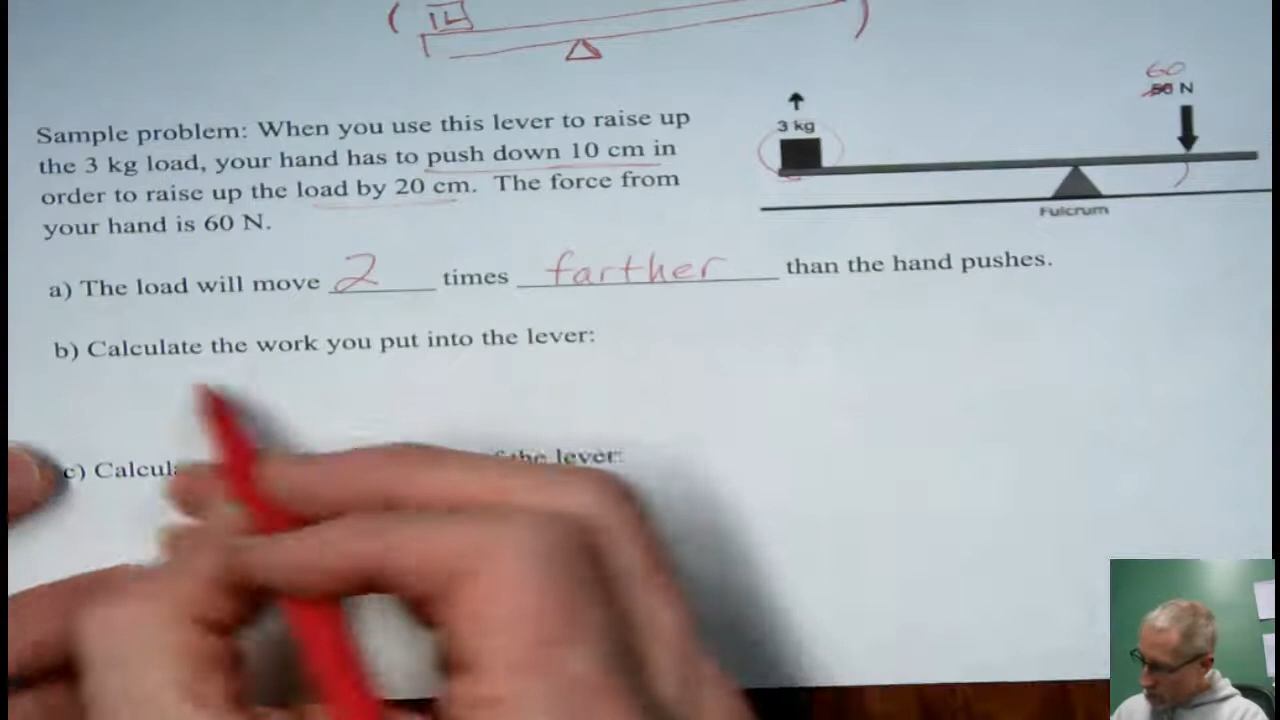 60
N
3 kg
Sample problem: When you use this lever to raise up
the 3 kg load, your hand has to push down 10 cm in
order to raise up the load by 20 cm. The force from
your hand is 60 N.
Fulcrum
a) The load will move 2 times farther than the hand pushes.
b) Calculate the work you put into the lever:
c) the lever: